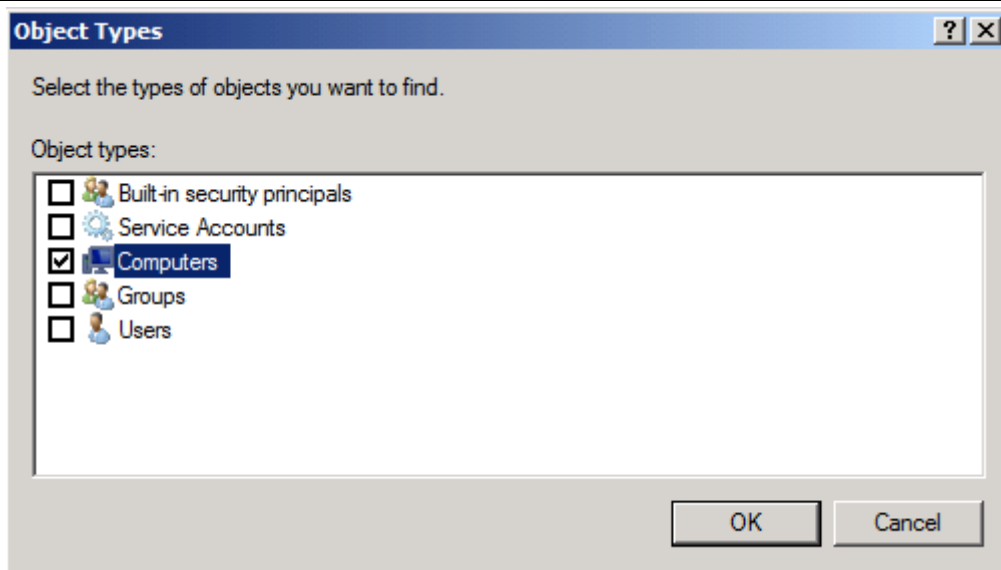 Object Types
Select the types of objects you want to find.
Object types:
Built-in security principals
Service Accounts
Computers
Groups
Users
OK
Cancel